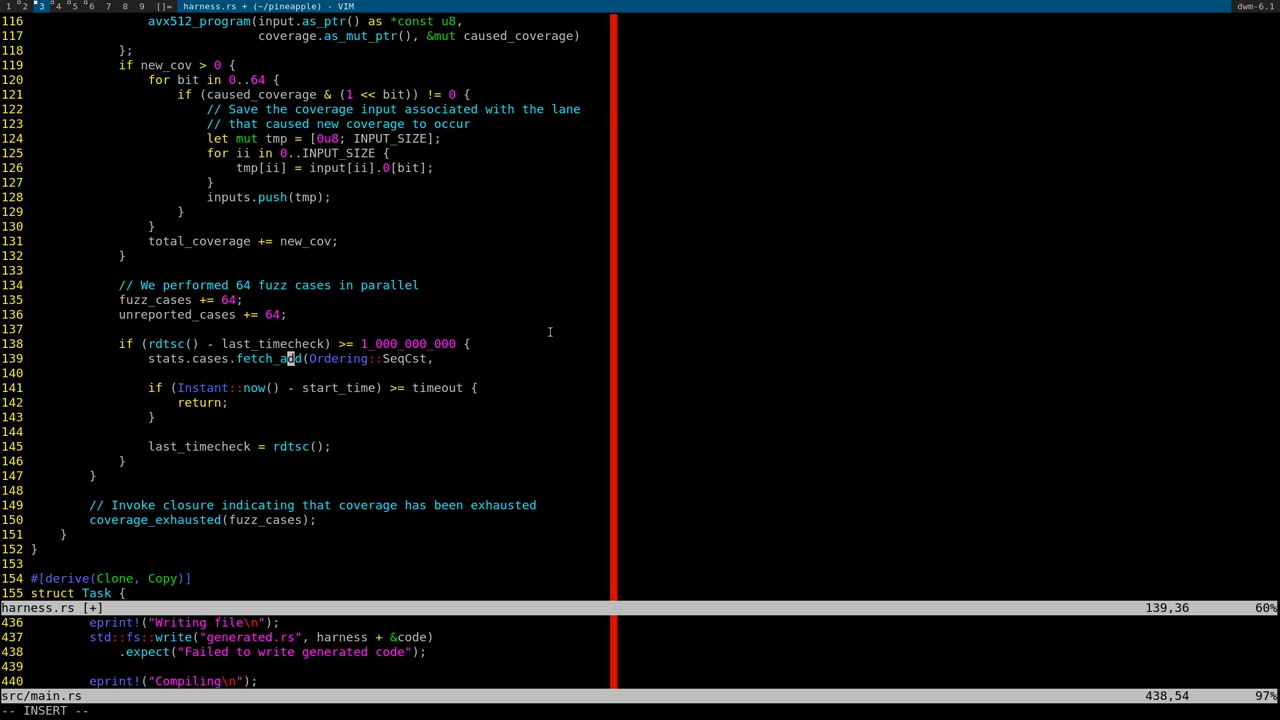 1 2 3 4 5 6 7 8 9 []= harness.rs + (~/pineapple) - VIM dwm-6.1
116                 avx512_program(input.as_ptr() as *const u8,
117                                coverage.as_mut_ptr(), &mut caused_coverage)
118             };
119             if new_cov > 0 {
120                 for bit in 0..64 {
121                     if (caused_coverage & (1 << bit)) != 0 {
122                         // Save the coverage input associated with the lane
123                         // that caused new coverage to occur
124                         let mut tmp = [0u8; INPUT_SIZE];
125                         for ii in 0..INPUT_SIZE {
126                             tmp[ii] = input[ii].0[bit];
127                         }
128                         inputs.push(tmp);
129                     }
130                 }
131                 total_coverage += new_cov;
132             }
133
134             // We performed 64 fuzz cases in parallel
135             fuzz_cases += 64;
136             unreported_cases += 64;
137
138             if (rdtsc() - last_timecheck) >= 1_000_000_000 {
139                 stats.cases.fetch_add(Ordering::SeqCst,
140
141                 if (Instant::now() - start_time) >= timeout {
142                     return;
143                 }
144
145                 last_timecheck = rdtsc();
146             }
147         }
148
149         // Invoke closure indicating that coverage has been exhausted
150         coverage_exhausted(fuzz_cases);
151     }
152 }
153
154 #[derive(Clone, Copy)]
155 struct Task {
harness.rs [+] 139,36 60%
436         eprint!("Writing file\n");
437         std::fs::write("generated.rs", harness + &code)
438             .expect("Failed to write generated code");
439
440         eprint!("Compiling\n");
src/main.rs 438,54 97%
-- INSERT --